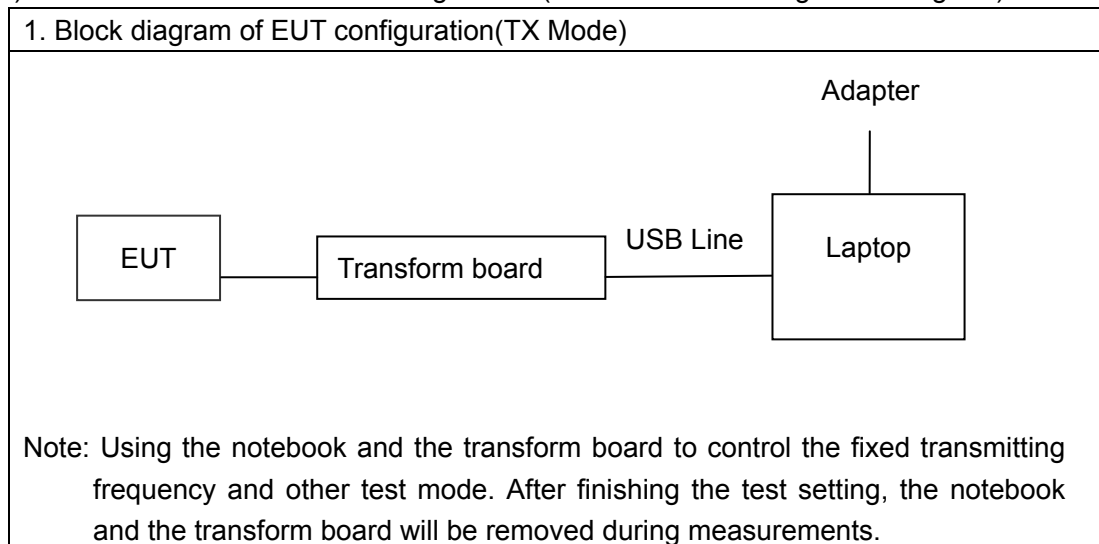 1. Block diagram of EUT configuration(TX Mode)
Adapter
EUT
Transform board
USB Line
Laptop
Note: Using the notebook and the transform board to control the fixed transmitting
frequency and other test mode. After finishing the test setting, the notebook
and the transform board will be removed during measurements.